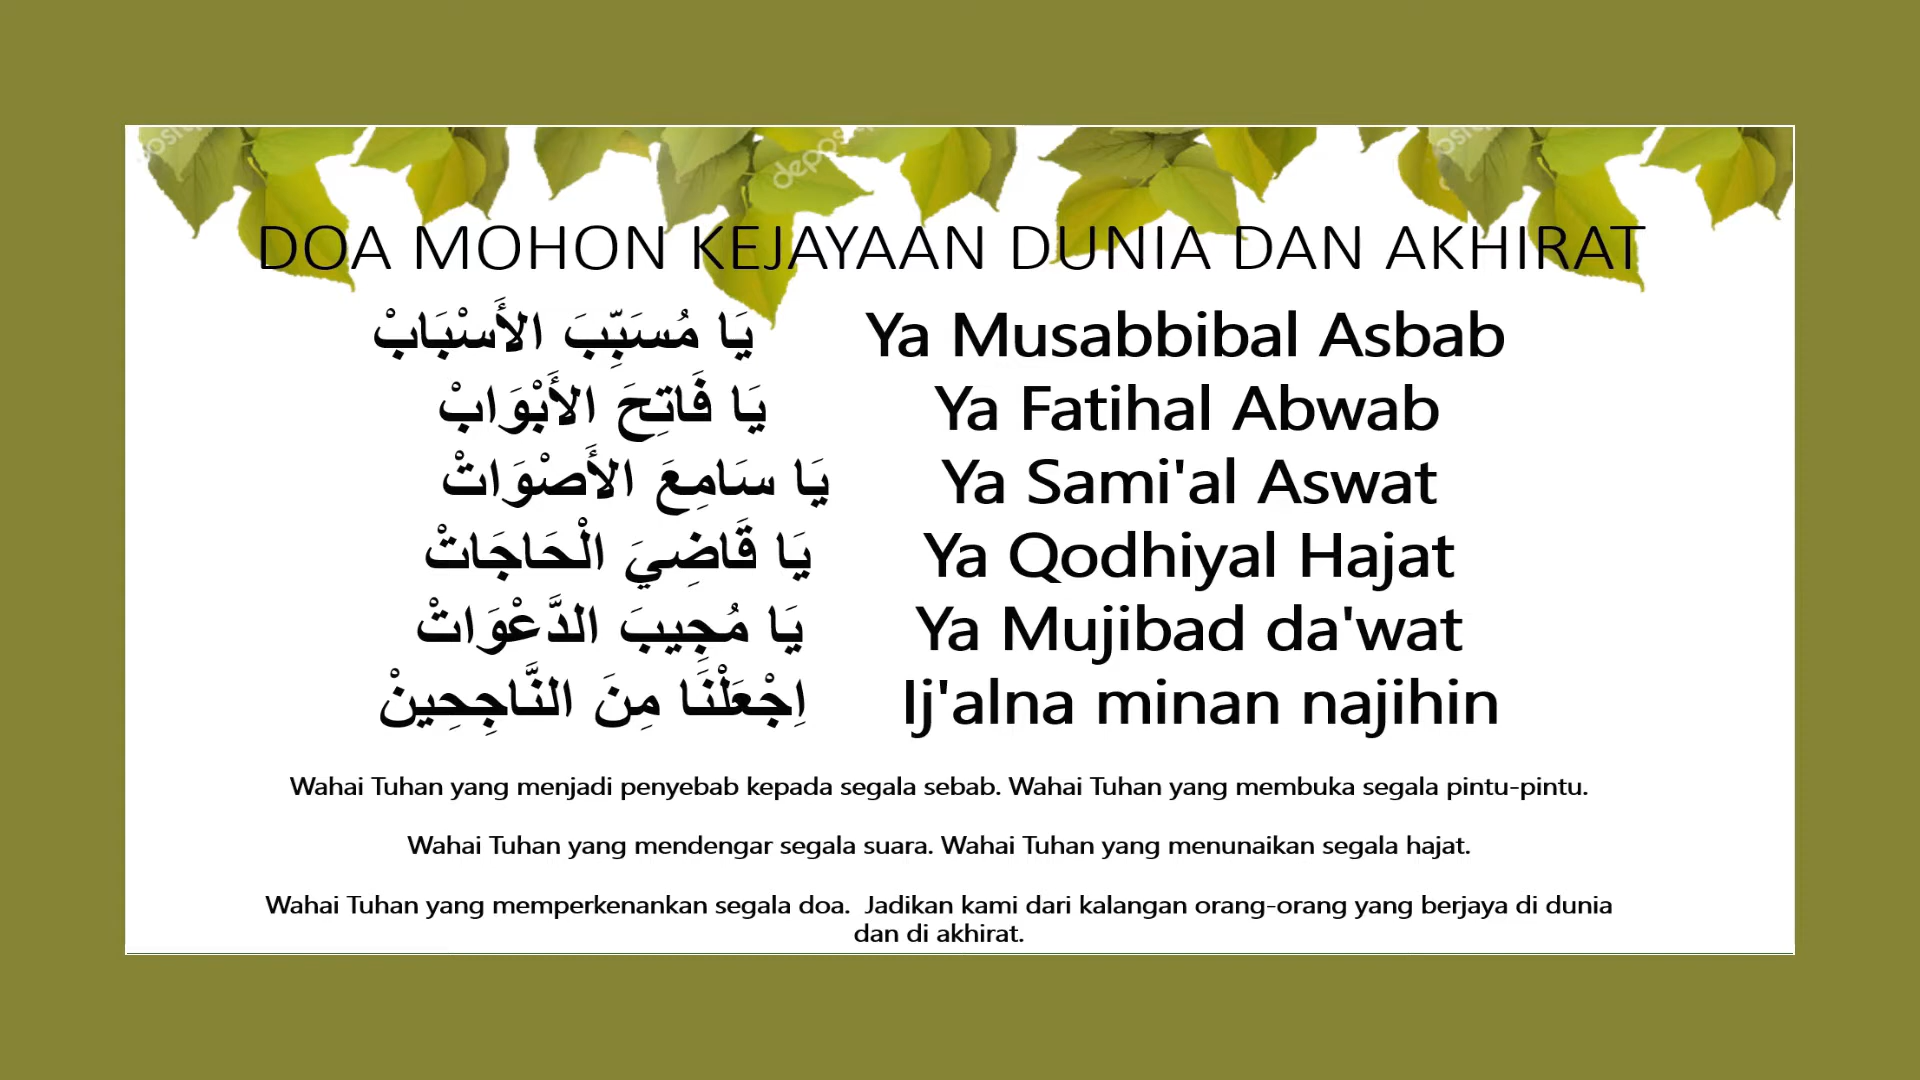 DOA MOHON KEJAYAAN DUNIA DAN AKHIRAT
يَا مُسَبِّبَ الأَسْبَابْ
Ya Musabbibal Asbab
يَا فَاتِحَ الأَبْوَابْ
Ya Fatihal Abwab
يَا سَامِعَ الأَصْوَاتْ
Ya Sami'al Aswat
يَا قَاضِيَ الْحَاجَاتْ
Ya Qodhiyal Hajat
يَا مُجِيبَ الدَّعْوَاتْ
Ya Mujibad da'wat
اِجْعَلْنَا مِنَ النَّاجِحِينْ
Ij'alna minan najihin
Wahai Tuhan yang menjadi penyebab kepada segala sebab. Wahai Tuhan yang membuka segala pintu-pintu.
Wahai Tuhan yang mendengar segala suara. Wahai Tuhan yang menunaikan segala hajat.
Wahai Tuhan yang memperkenankan segala doa. Jadikan kami dari kalangan orang-orang yang berjaya di dunia
dan di akhirat.